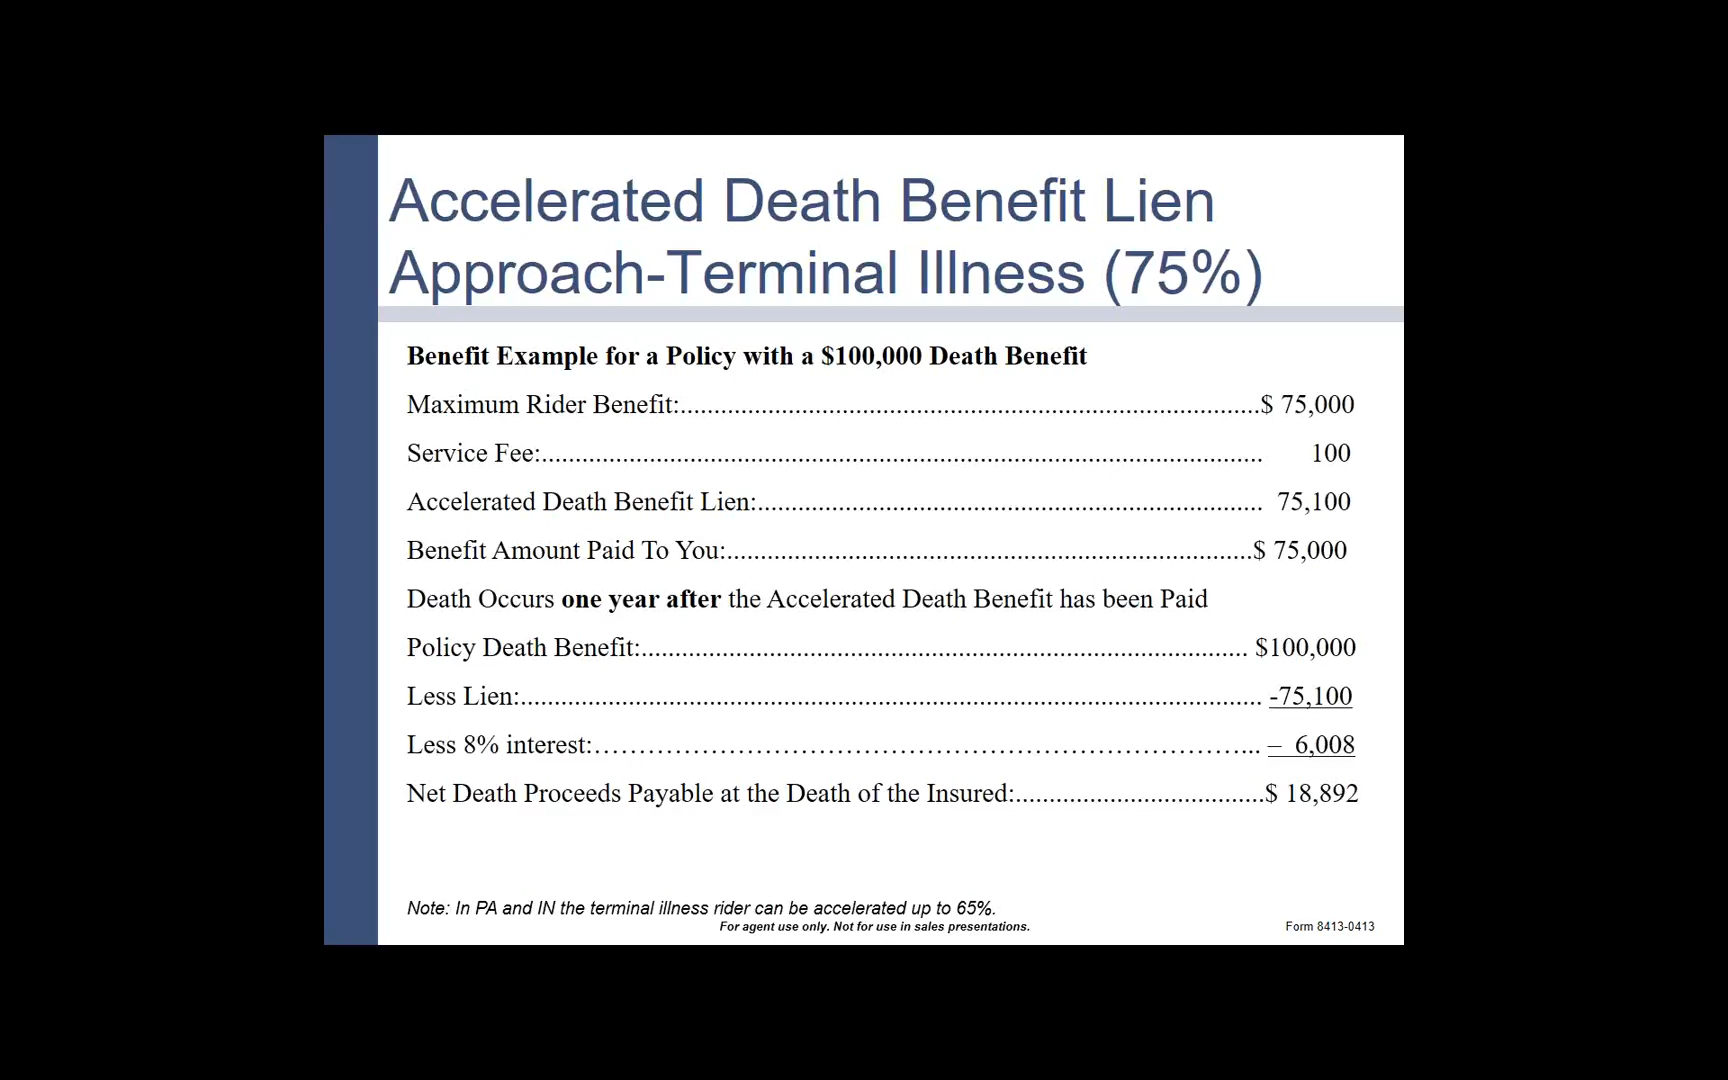 Accelerated Death Benefit Lien
Approach-Terminal Illness (75%)
Benefit Example for a Policy with a $100,000 Death Benefit
Maximum Rider Benefit:......................................................................................$ 75,000
Service Fee:........................................................................................................... 100
Accelerated Death Benefit Lien:........................................................................... 75,100
Benefit Amount Paid To You:..............................................................................$ 75,000
Death Occurs one year after the Accelerated Death Benefit has been Paid
Policy Death Benefit:.......................................................................................... $100,000
Less Lien:.............................................................................................................. -75,100
Less 8% interest:………………………………………………………………... – 6,008
Net Death Proceeds Payable at the Death of the Insured:.....................................$ 18,892
Note: In PA and IN the terminal illness rider can be accelerated up to 65%.
For agent use only. Not for use in sales presentations.
Form 8413-0413